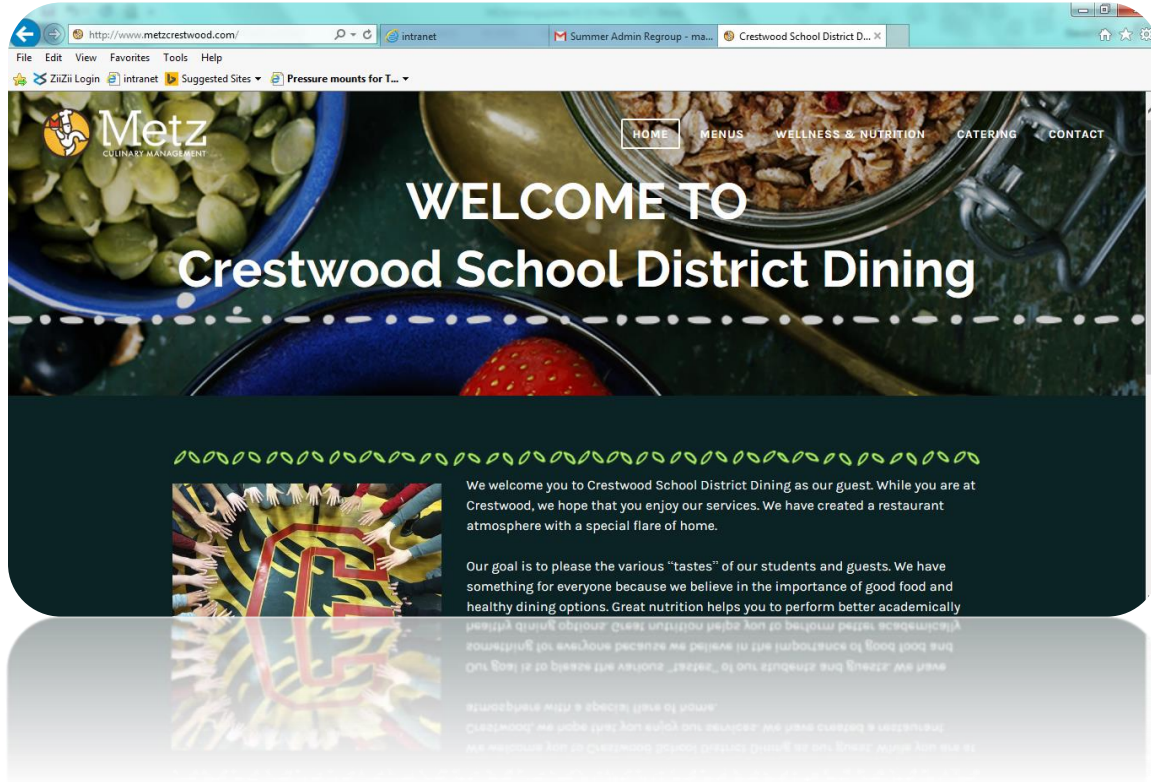 http://www.metzcrestwood.com/
intranet
Summer Admin Regroup - ma...
Crestwood School District D...
File Edit View Favorites Tools Help
ZiiZii Login
intranet
Suggested Sites
Pressure mounts for T...
Metz
CULINARY MANAGEMENT
HOME
MENUS
WELLNESS & NUTRITION
CATERING
CONTACT
WELCOME TO
Crestwood School District Dining
We welcome you to Crestwood School District Dining as our guest. While you are at
Crestwood, we hope that you enjoy our services. We have created a restaurant
atmosphere with a special flare of home.
Our goal is to please the various “tastes” of our students and guests. We have
something for everyone because we believe in the importance of good food and
healthy dining options. Great nutrition helps you to perform better academically